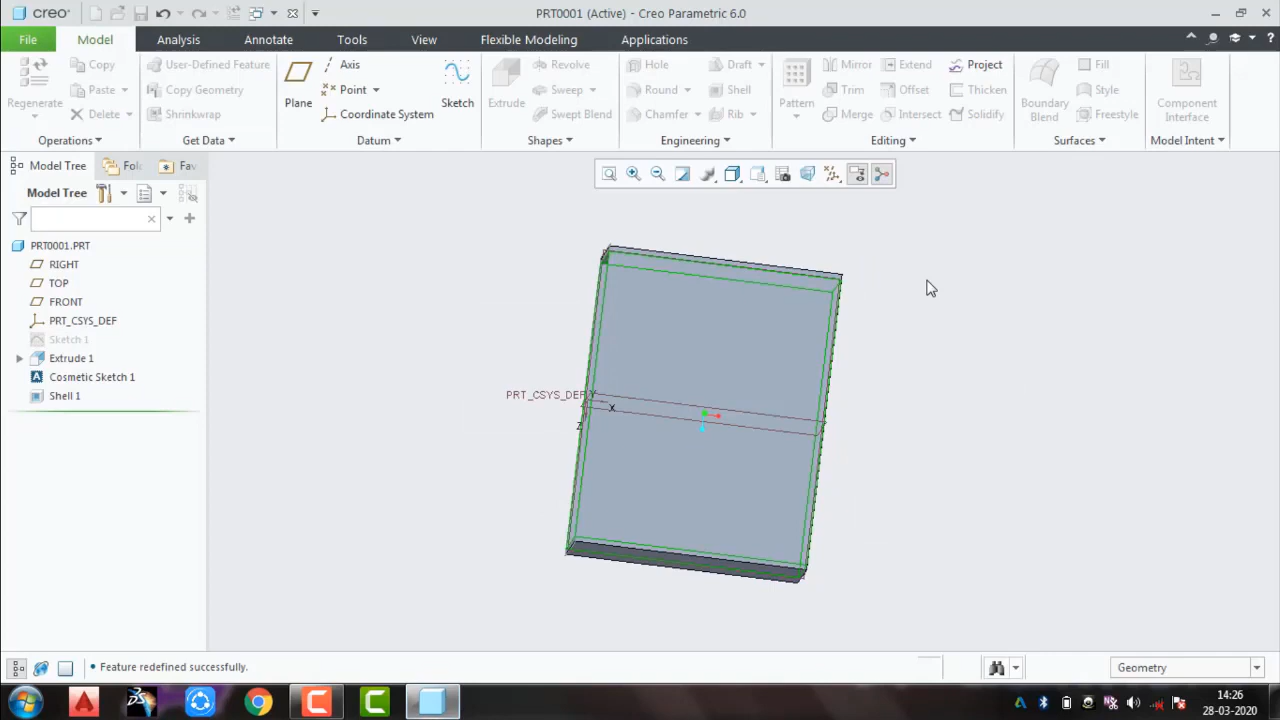 creo
PRT0001 (Active) - Creo Parametric 6.0
File
Model
Analysis
Annotate
Tools
View
Flexible Modeling
Applications
Regenerate
Copy
Paste
Delete
Operations
User-Defined Feature
Copy Geometry
Shrinkwrap
Get Data
Plane
Axis
Point
Coordinate System
Sketch
Datum
Extrude
Revolve
Sweep
Swept Blend
Shapes
Hole
Round
Chamfer
Draft
Shell
Rib
Engineering
Pattern
Mirror
Trim
Merge
Extend
Offset
Intersect
Project
Thicken
Solidify
Editing
Boundary
Blend
Fill
Style
Freestyle
Surfaces
Component
Interface
Model Intent
Model Tree
Fol
Fav
Model Tree
PRT0001.PRT
RIGHT
TOP
FRONT
PRT_CSYS_DEF
Sketch 1
Extrude 1
Cosmetic Sketch 1
Shell 1
PRT_CSYS_DEF
Y
X
Z
Feature redefined successfully.
Geometry
14:26
28-03-2020